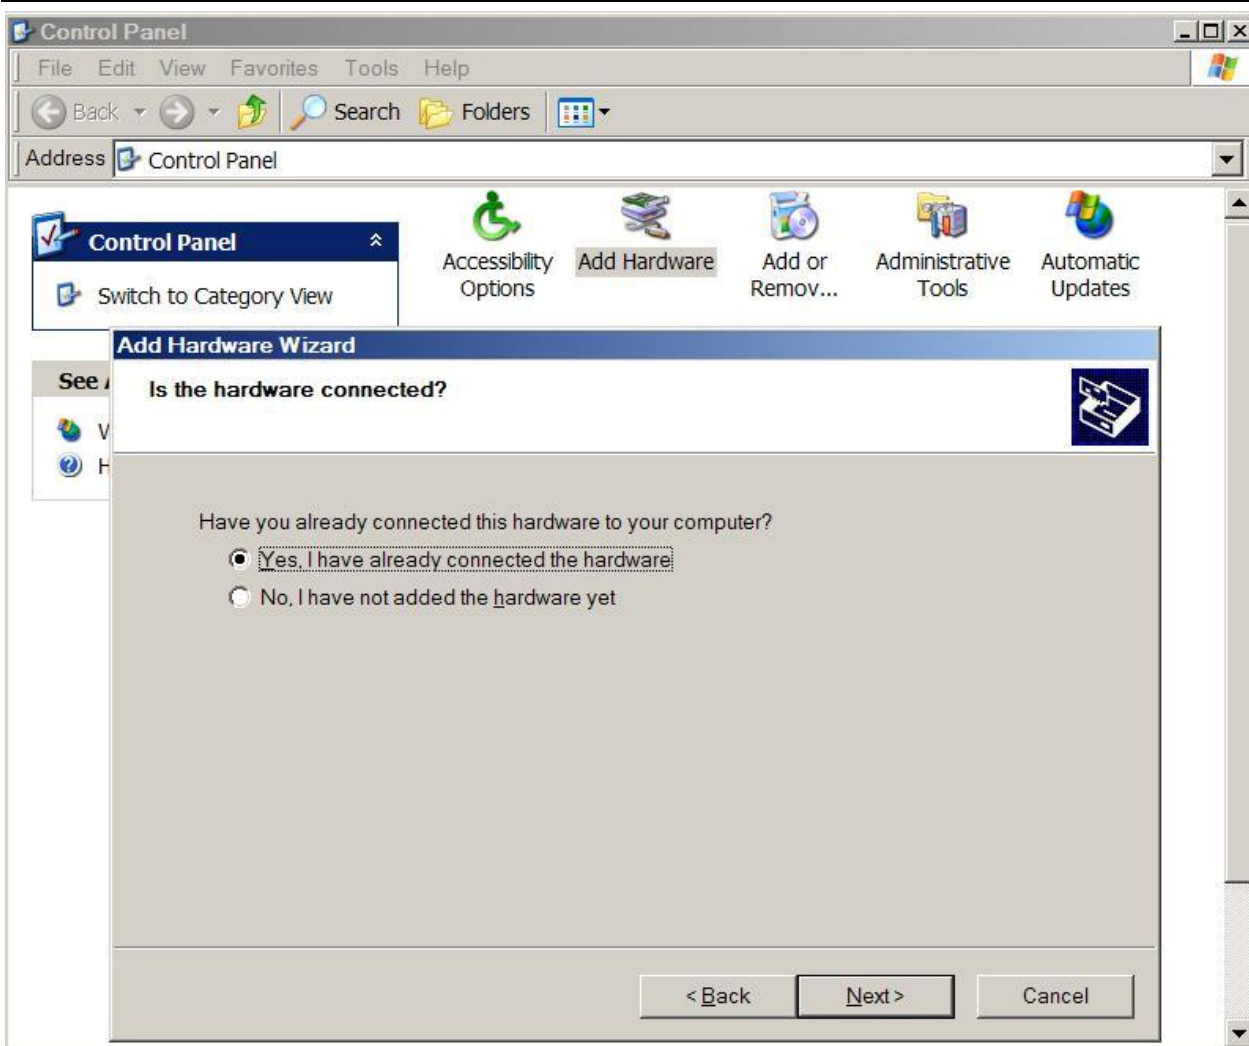 Control Panel
File Edit View Favorites Tools Help
Back Search Folders
Address Control Panel
Control Panel
Switch to Category View
Accessibility Options
Add Hardware
Add or Remov...
Administrative Tools
Automatic Updates
See
Add Hardware Wizard
Is the hardware connected?
Have you already connected this hardware to your computer?
Yes, I have already connected the hardware
No, I have not added the hardware yet
< Back Next > Cancel